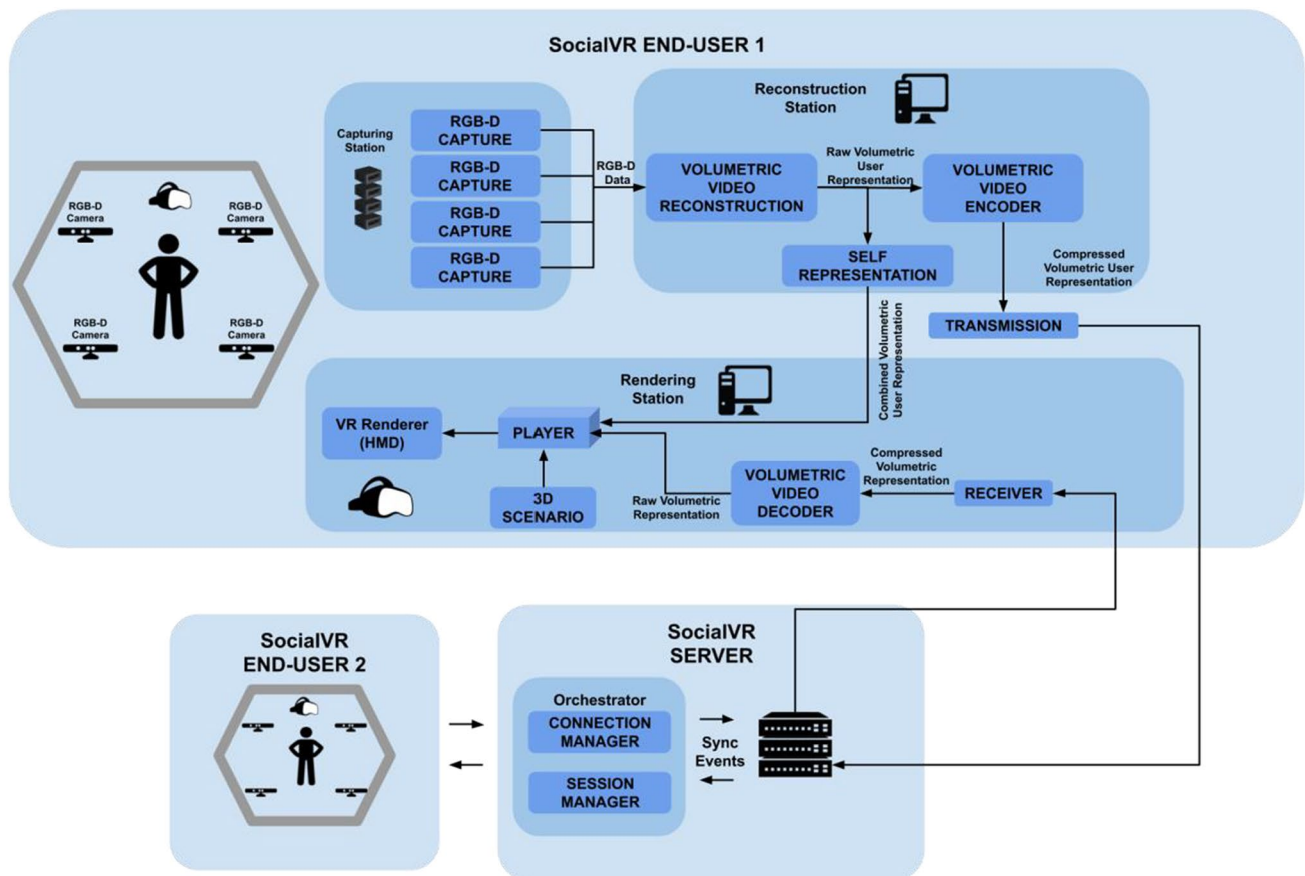 SocialVR END-USER 1
RGB-D
Camera
RGB-D
Camera
RGB-D
Camera
RGB-D
Camera
Capturing
Station
RGB-D
CAPTURE
RGB-D
CAPTURE
RGB-D
CAPTURE
RGB-D
CAPTURE
RGB-D
Data
Reconstruction
Station
VOLUMETRIC
VIDEO
RECONSTRUCTION
Raw Volumetric
User
Representation
VOLUMETRIC
VIDEO
ENCODER
SELF
REPRESENTATION
Compressed
Volumetric User
Representation
TRANSMISSION
Combined Volumetric
User Representation
Rendering
Station
VR Renderer
(HMD)
PLAYER
3D
SCENARIO
Raw Volumetric
Representation
VOLUMETRIC
VIDEO
DECODER
Compressed
Volumetric
Representation
RECEIVER
SocialVR
END-USER 2
SocialVR
SERVER
Orchestrator
CONNECTION
MANAGER
SESSION
MANAGER
Sync
Events